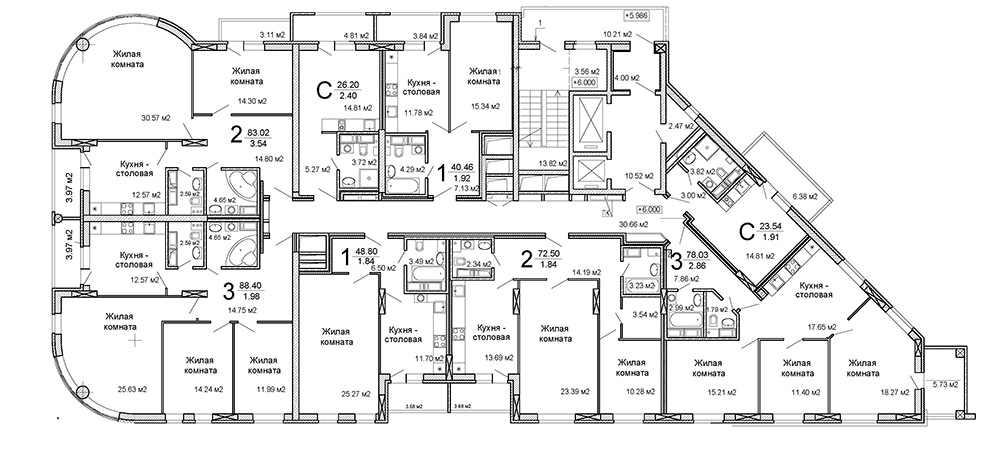 3.11 м2
4.81 м2
3.84 м2
1
+5.986
10.21 м2
Жилая
комната
30.57 м2
Жилая
комната
14.30 м2
С 26.20
2.40
14.81 м2
Кухня -
столовая
11.78 м2
Жилая
комната
15.34 м2
3.56 м2
+6.000
4.00 м2
2.47 м2
2 83.02
3.54
14.80 м2
5.27 м2
3.72 м2
4.29 м2
1 40.46
1.92
7.13 м2
13.82 м2
10.52 м2
3.82 м2
3.00 м2
6.38 м2
3.97 м2
Кухня -
столовая
12.57 м2
2.59 м2
4.65 м2
+6.000
30.66 м2
С 23.54
1.91
14.81 м2
3.97 м2
Кухня -
столовая
12.57 м2
2.59 м2
4.65 м2
3 88.40
1.98
14.75 м2
1 48.80
1.84
6.50 м2
3.49 м2
2.34 м2
2 72.50
1.84
14.19 м2
3.23 м2
3.54 м2
3 78.03
2.86
7.86 м2
2.99 м2
1.79 м2
Кухня -
столовая
17.65 м2
Жилая
комната
25.63 м2
Жилая
комната
14.24 м2
Жилая
комната
11.99 м2
Жилая
комната
25.27 м2
Кухня -
столовая
11.70 м2
Кухня -
столовая
13.69 м2
Жилая
комната
23.39 м2
Жилая
комната
10.28 м2
Жилая
комната
15.21 м2
Жилая
комната
11.40 м2
Жилая
комната
18.27 м2
5.73 м2
3.68 м2
3.68 м2